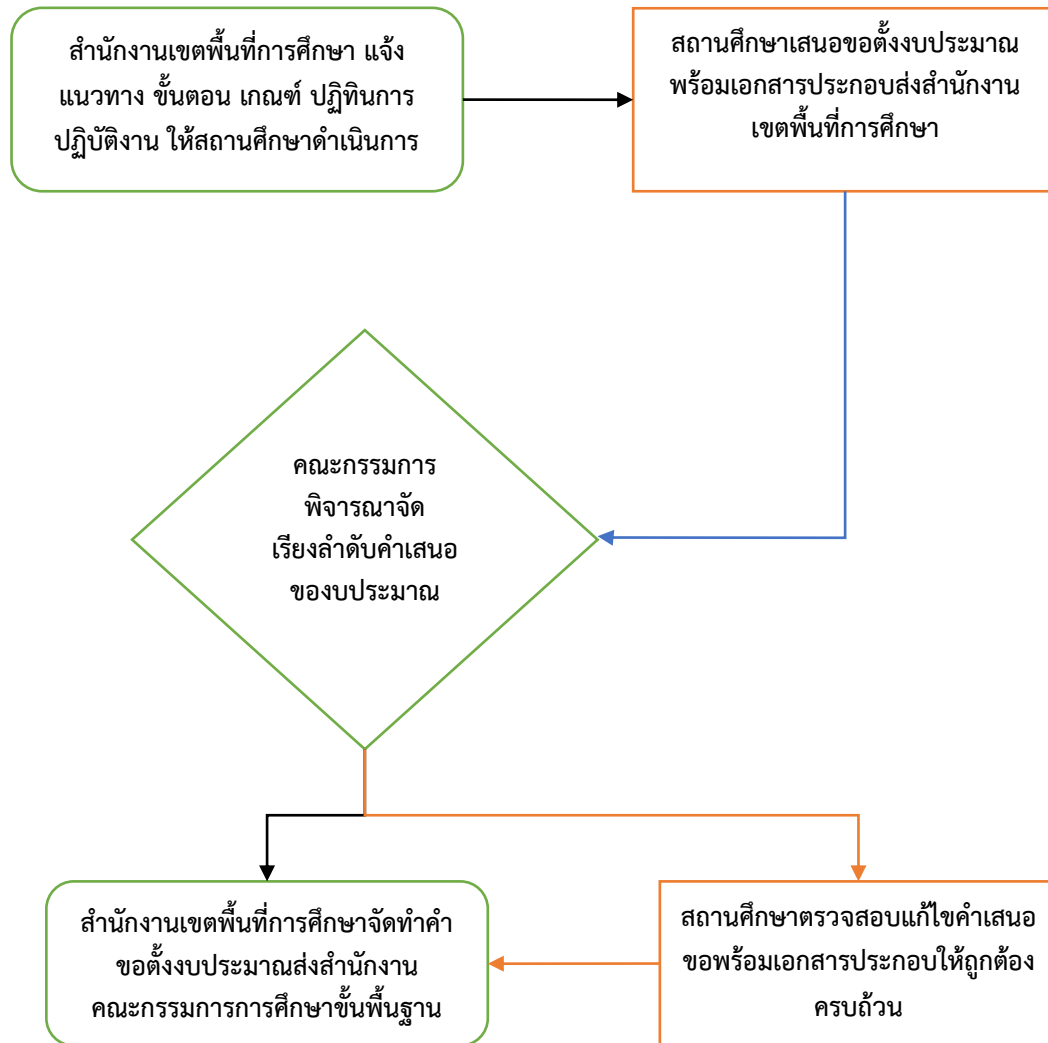 สำนักงานเขตพื้นที่การศึกษา แจ้ง
แนวทาง ขั้นตอน เกณฑ์ ปฏิทินการ
ปฏิบัติงาน ให้สถานศึกษาดำเนินการ
สถานศึกษาเสนอขอตั้งงบประมาณ
พร้อมเอกสารประกอบส่งสำนักงาน
เขตพื้นที่การศึกษา
คณะกรรมการ
พิจารณาจัด
เรียงลำดับคำเสนอ
ของบประมาณ
สำนักงานเขตพื้นที่การศึกษาจัดทำคำ
ขอตั้งงบประมาณส่งสำนักงาน
คณะกรรมการการศึกษาขั้นพื้นฐาน
สถานศึกษาตรวจสอบแก้ไขคำเสนอ
ขอพร้อมเอกสารประกอบให้ถูกต้อง
ครบถ้วน